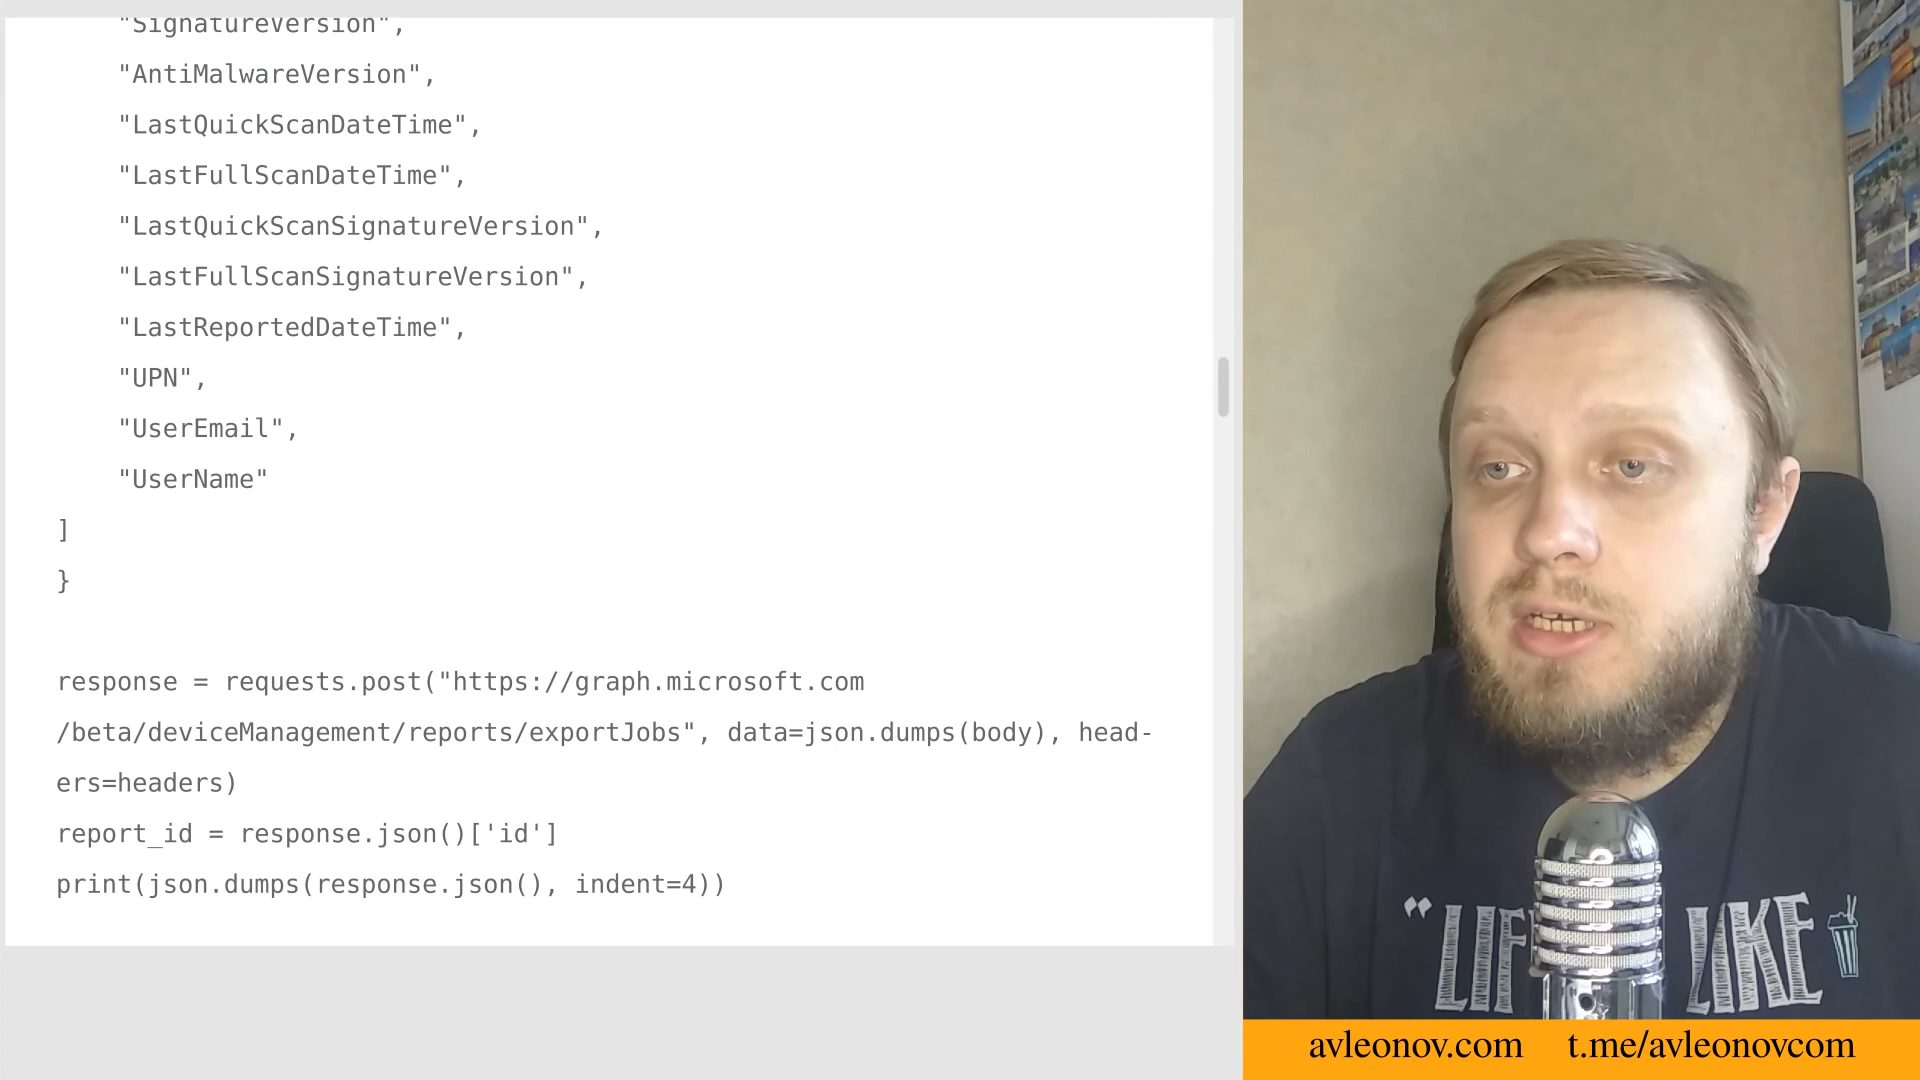 "SignatureVersion",
"AntiMalwareVersion",
"LastQuickScanDateTime",
"LastFullScanDateTime",
"LastQuickScanSignatureVersion",
"LastFullScanSignatureVersion",
"LastReportedDateTime",
"UPN",
"UserEmail",
"UserName"
]
}
response = requests.post("https://graph.microsoft.com
/beta/deviceManagement/reports/exportJobs", data=json.dumps(body), head-
ers=headers)
report_id = response.json()['id']
print(json.dumps(response.json(), indent=4))
"LIF LIKE
avleonov.com t.me/avleonovcom